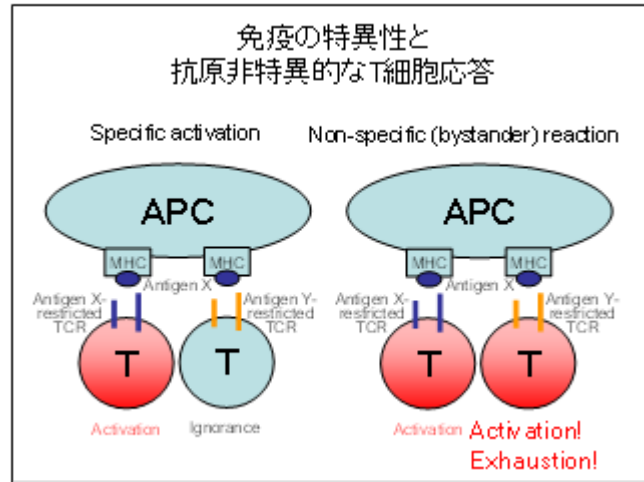 免疫の特異性と
抗原非特異的なT細胞応答
Specific activation
Non-specific (bystander) reaction
APC
MHC
MHC
Antigen X
Antigen X-
restricted
TCR
Antigen Y-
restricted
TCR
T
T
Activation
Ignorance
APC
MHC
MHC
Antigen X
Antigen X-
restricted
TCR
Antigen Y-
restricted
TCR
T
T
Activation
Activation!
Exhaustion!